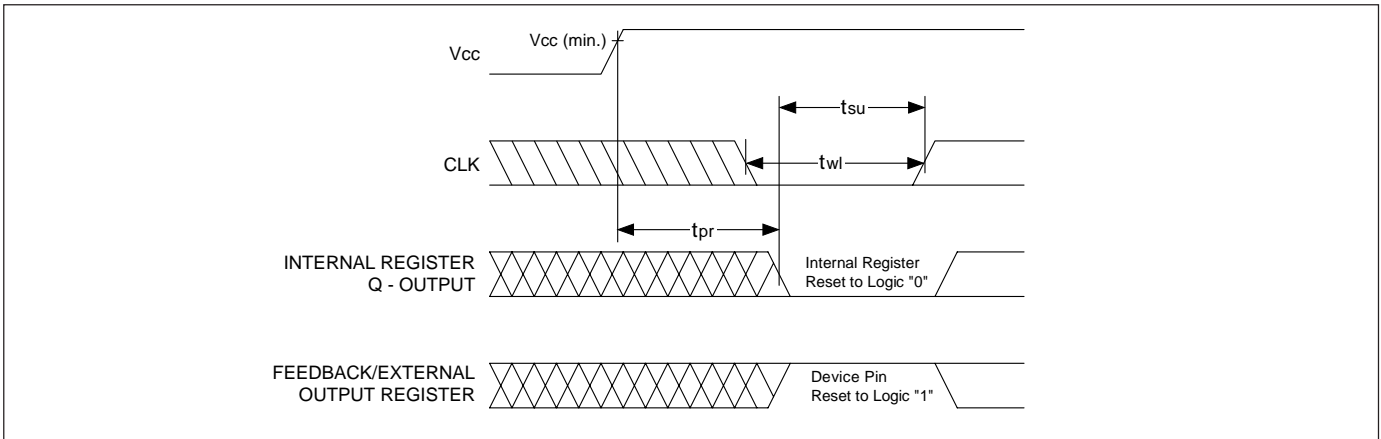 Vcc
Vcc (min.)
tsu
CLK
twl
tpr
INTERNAL REGISTER
Q - OUTPUT
Internal Register
Reset to Logic "0"
FEEDBACK/EXTERNAL
OUTPUT REGISTER
Device Pin
Reset to Logic "1"